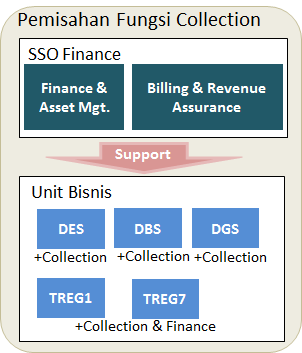 Pemisahan Fungsi Collection
SSO Finance
Finance &
Asset Mgt.
Billing & Revenue
Assurance
Support
Unit Bisnis
DES
DBS
DGS
+Collection
+Collection
+Collection
TREG1
TREG7
+Collection & Finance